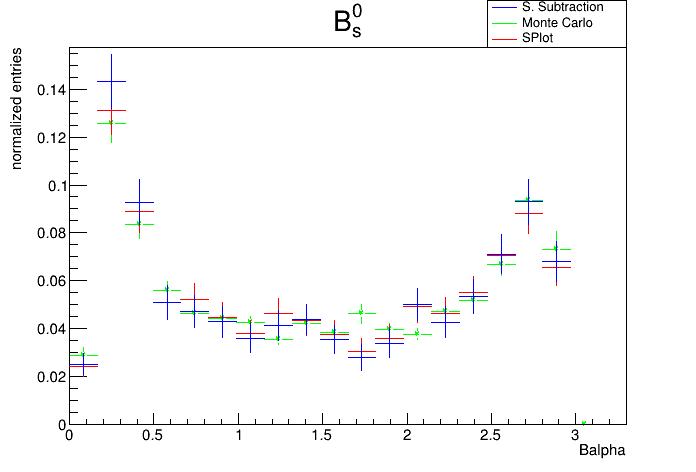 B⁰ₛ
S. Subtraction
Monte Carlo
SPlot
normalized entries
0.14
0.12
0.1
0.08
0.06
0.04
0.02
0
0 0.5 1 1.5 2 2.5 3
Balpha